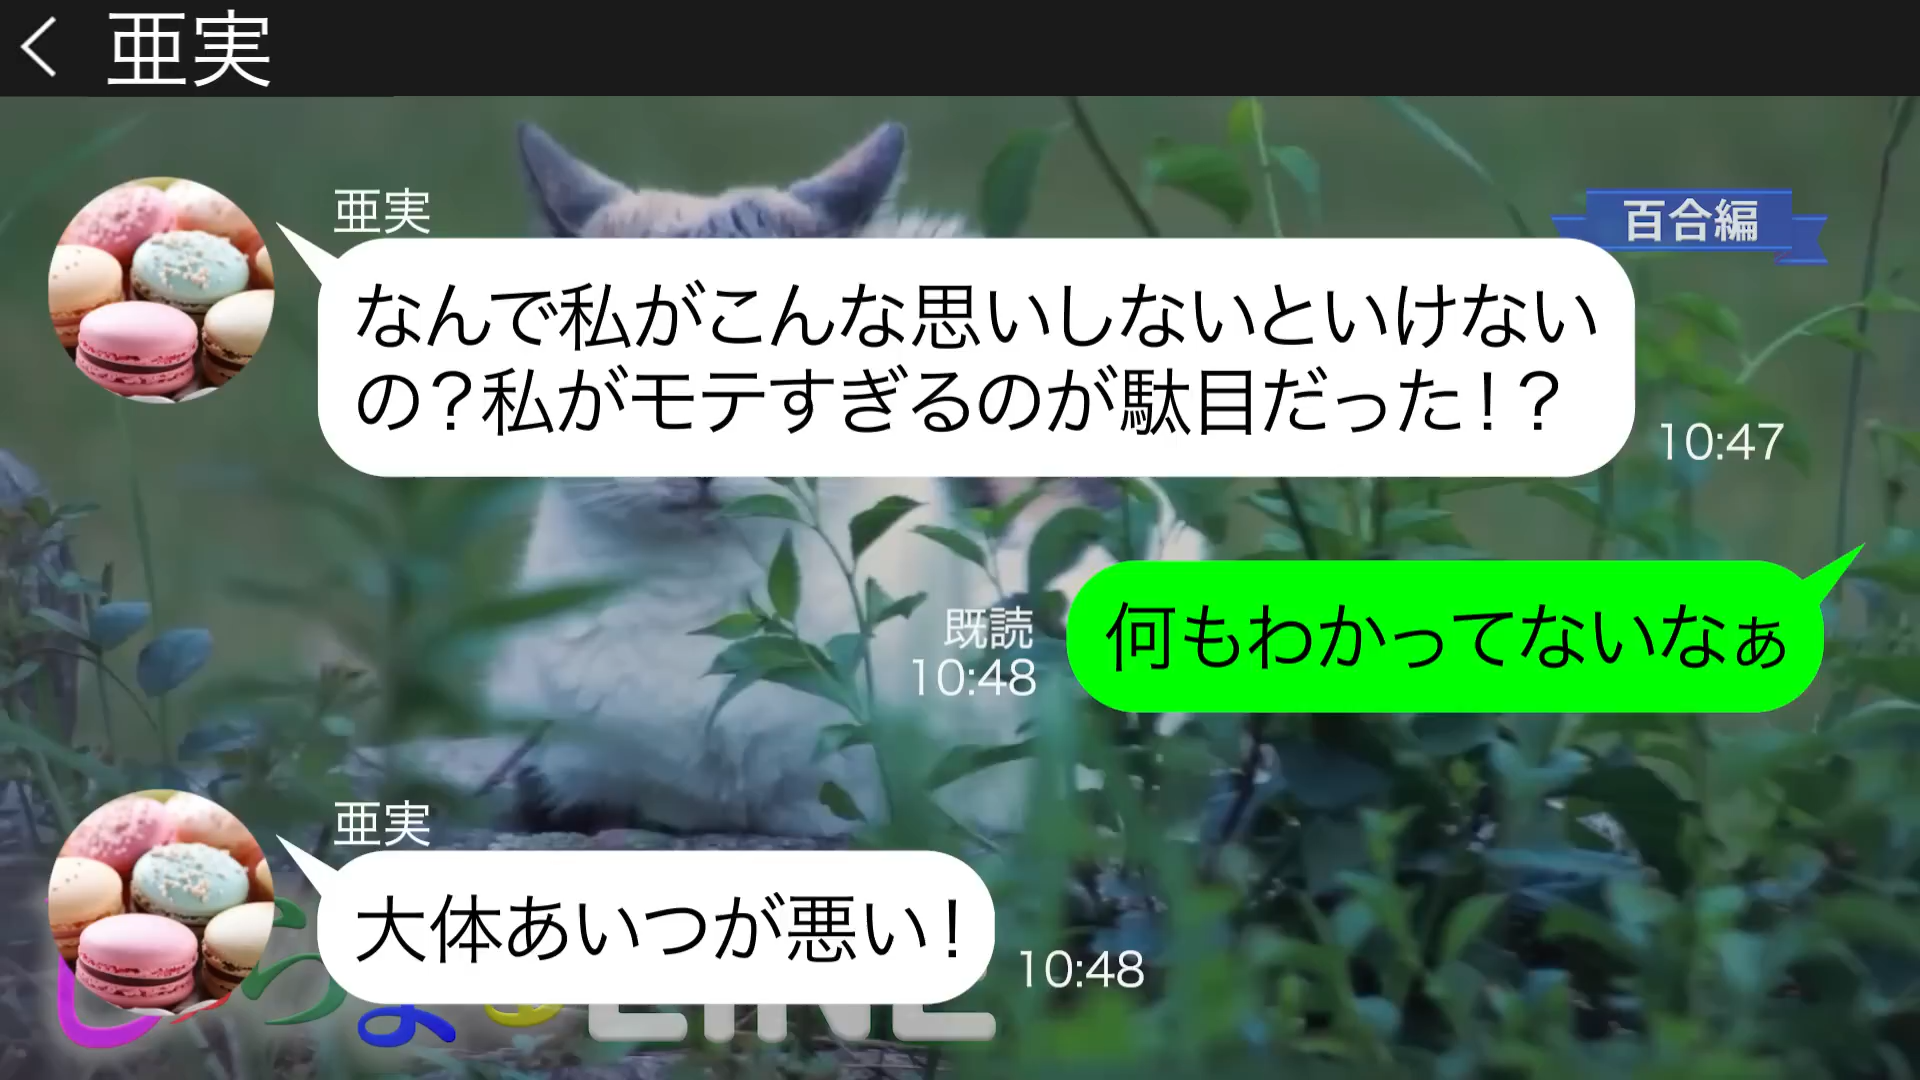 亜実
亜実
百合編
なんで私がこんな思いしないといけない
の？私がモテすぎるのが駄目だった！？
10:47
何もわかってないなぁ
既読
10:48
亜実
大体あいつが悪い！
10:48
LINE